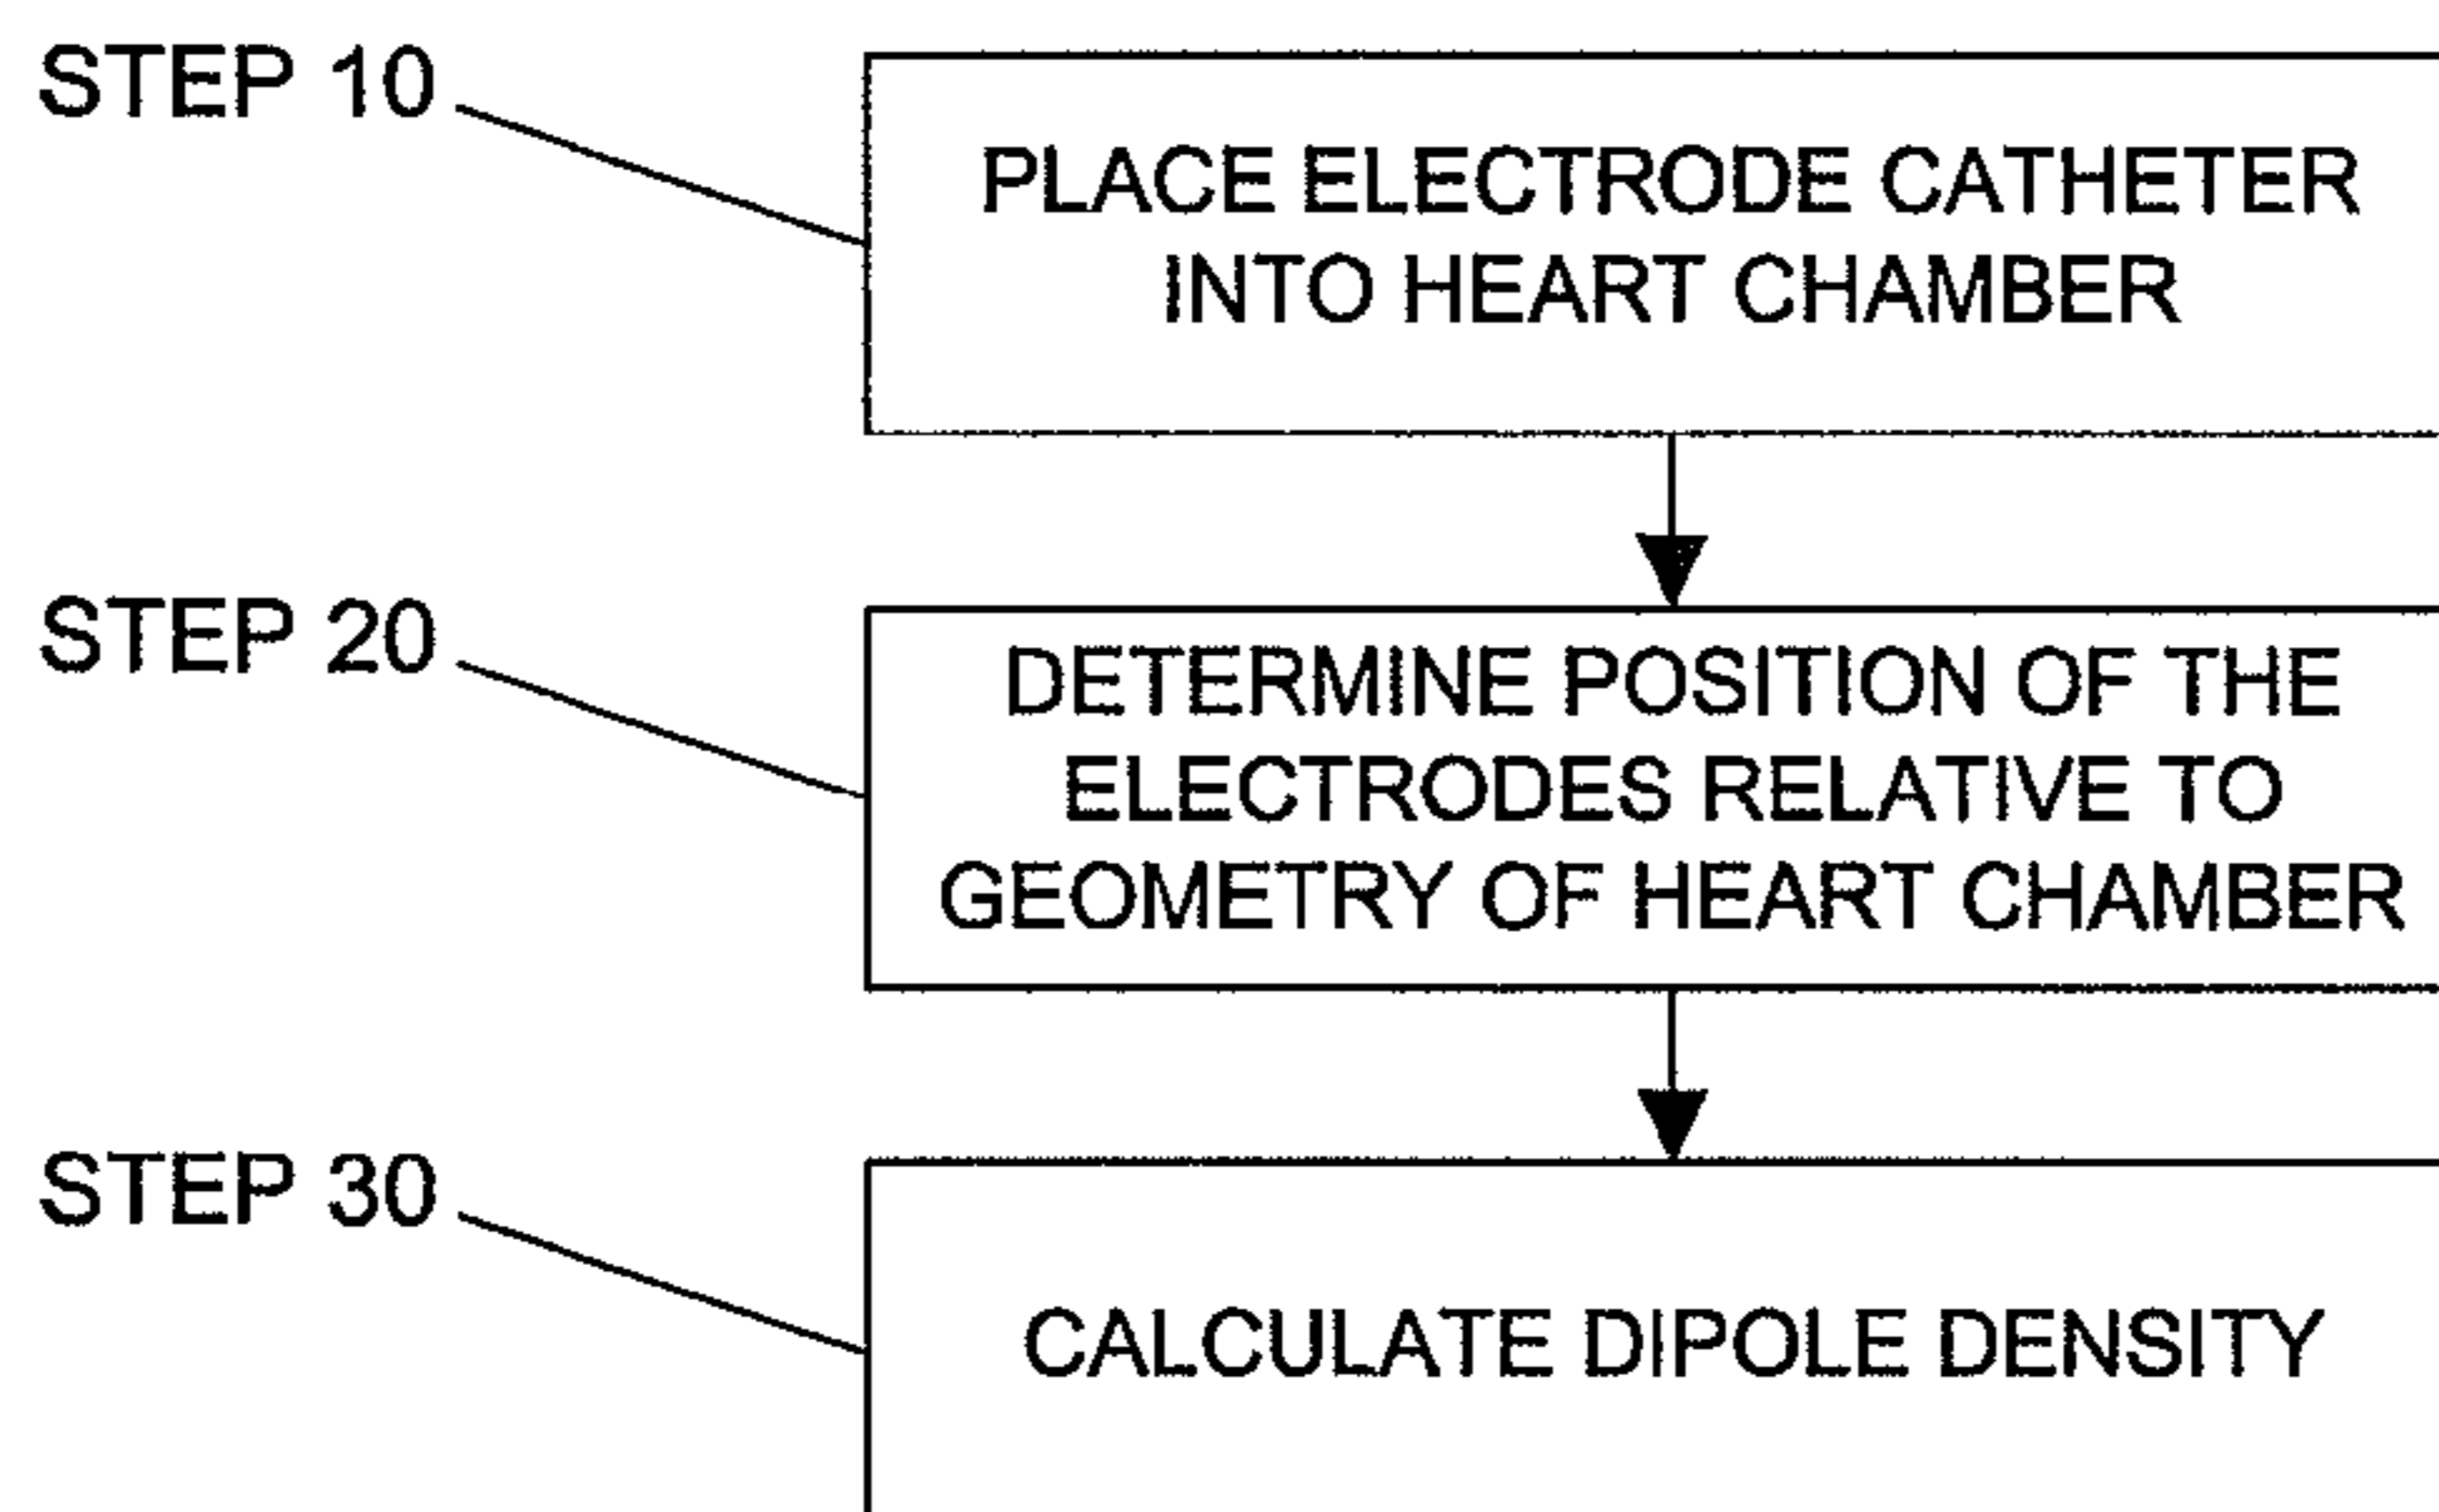 STEP 10
PLACE ELECTRODE CATHETER
INTO HEART CHAMBER
STEP 20
DETERMINE POSITION OF THE
ELECTRODES RELATIVE TO
GEOMETRY OF HEART CHAMBER
STEP 30
CALCULATE DIPOLE DENSITY